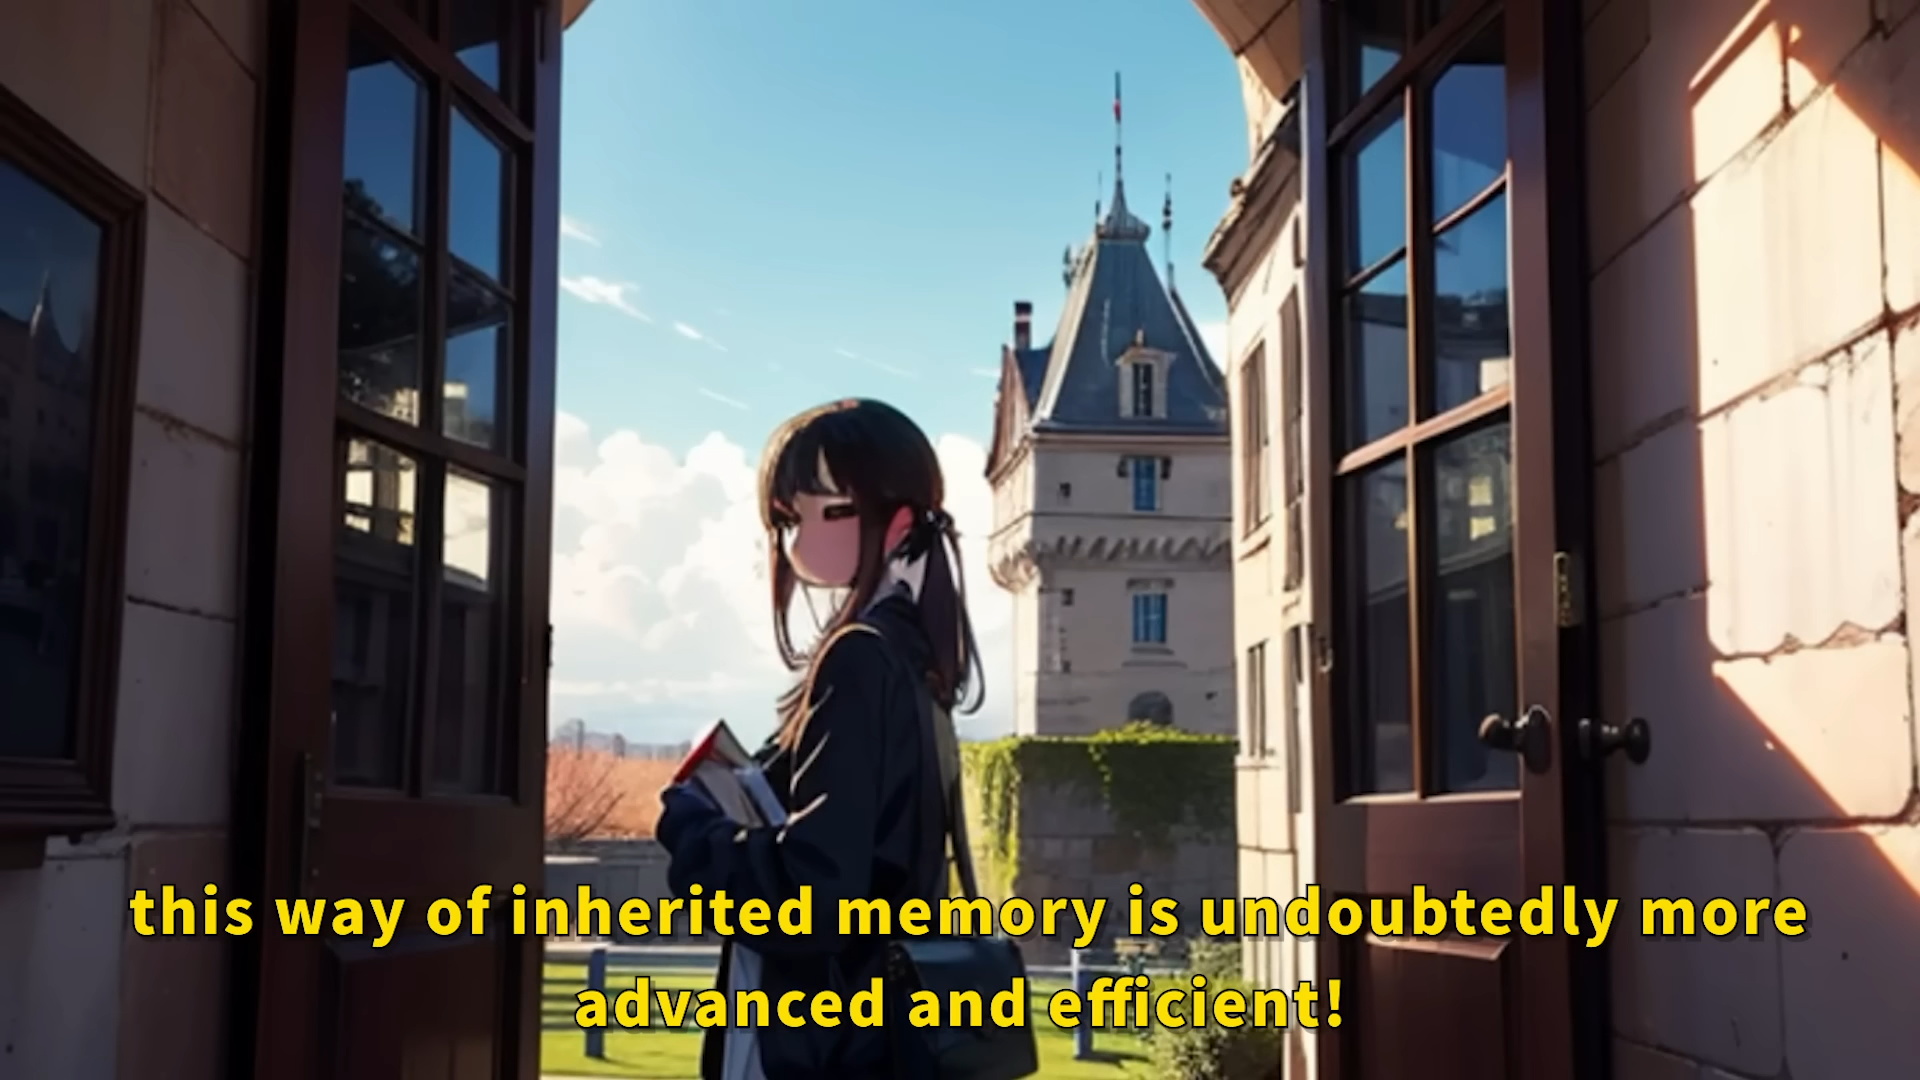 this way of inherited memory is undoubtedly more
advanced and efficient!